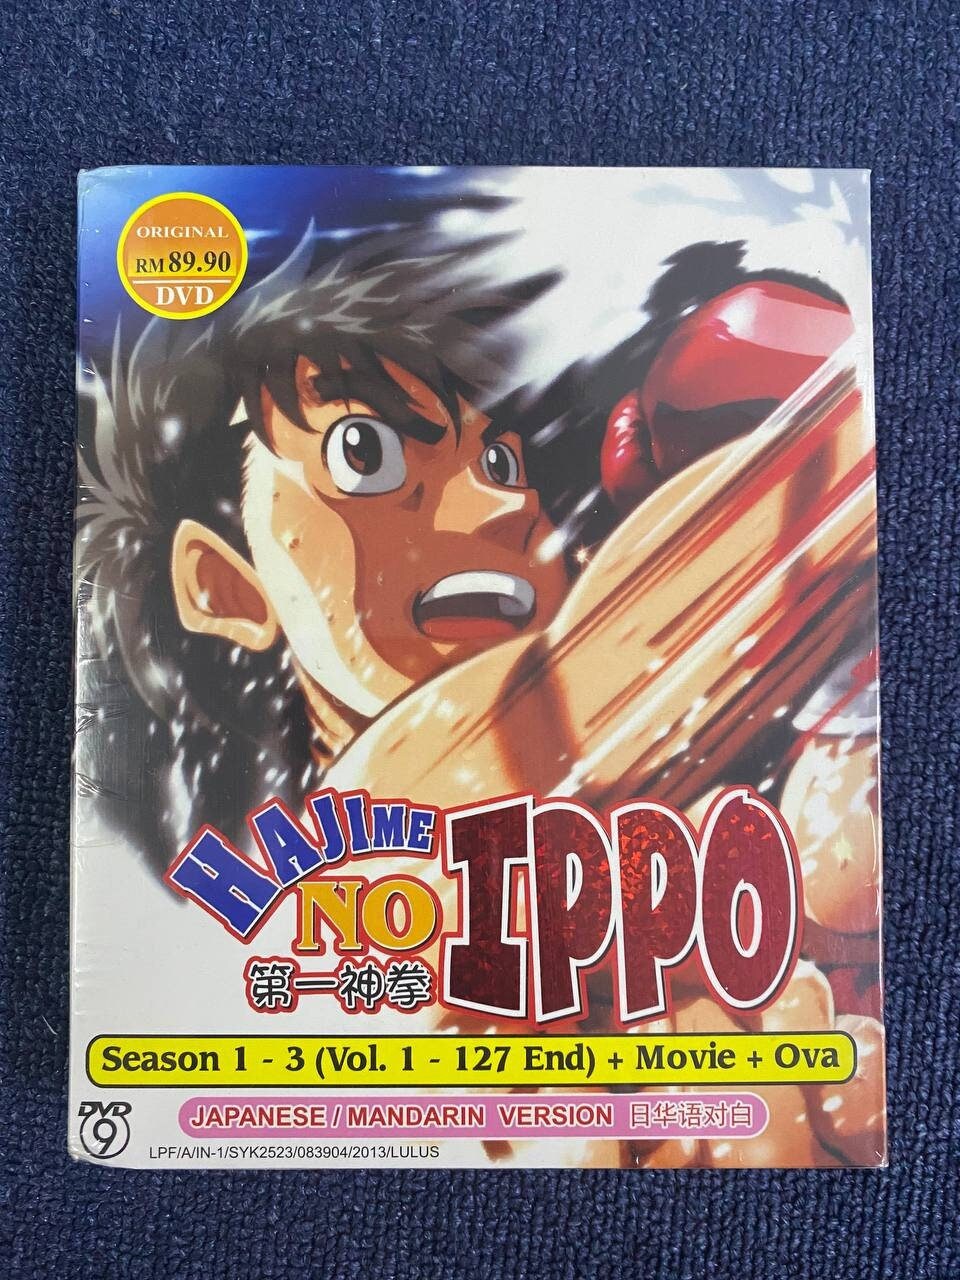 ORIGINAL
RM 89.90
DVD
HAJIME
NO
IPPO
第一神拳
Season 1 - 3 (Vol. 1 - 127 End) + Movie + Ova
DVD
9
JAPANESE / MANDARIN VERSION 日华语对白
LPF/A/IN-1/SYK2523/083904/2013/LULUS